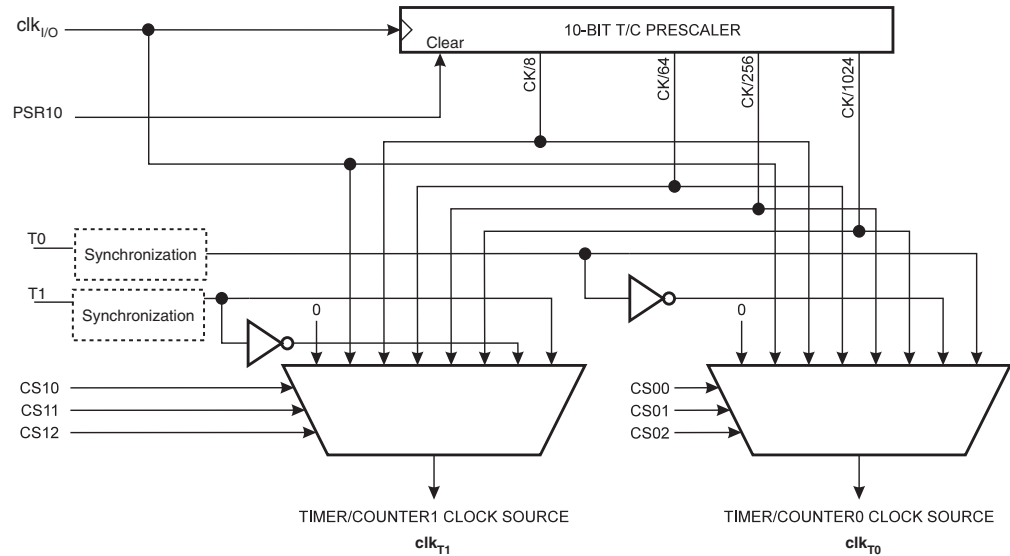 clkI/O
10-BIT T/C PRESCALER
Clear
CK/8
CK/64
CK/256
CK/1024
PSR10
T0
Synchronization
T1
Synchronization
0
0
CS10
CS11
CS12
CS00
CS01
CS02
TIMER/COUNTER1 CLOCK SOURCE
clkT1
TIMER/COUNTER0 CLOCK SOURCE
clkT0